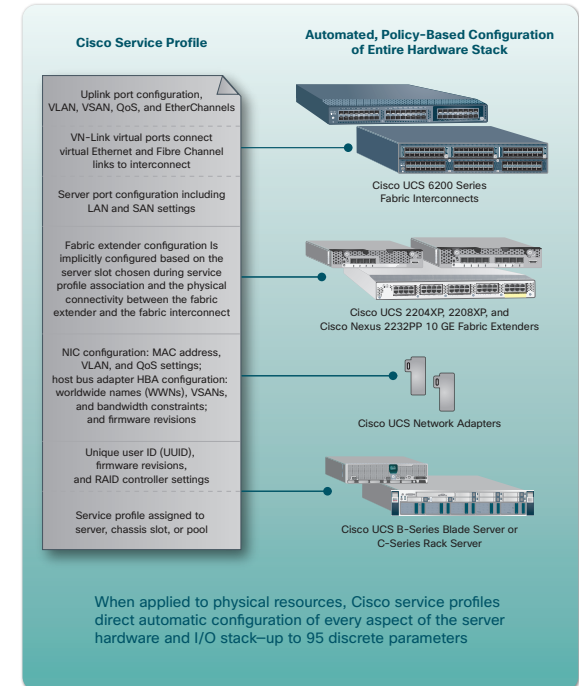 Cisco Service Profile
Automated, Policy-Based Configuration
of Entire Hardware Stack
Uplink port configuration,
VLAN, VSAN, QoS, and EtherChannels
VN-Link virtual ports connect
virtual Ethernet and Fibre Channel
links to interconnect
Server port configuration including
LAN and SAN settings
Fabric extender configuration Is
implicitly configured based on the
server slot chosen during service
profile association and the physical
connectivity between the fabric
extender and the fabric interconnect
NIC configuration: MAC address,
VLAN, and QoS settings;
host bus adapter HBA configuration:
worldwide names (WWNs), VSANs,
and bandwidth constraints;
and firmware revisions
Unique user ID (UUID),
firmware revisions,
and RAID controller settings
Service profile assigned to
server, chassis slot, or pool
Cisco UCS 6200 Series
Fabric Interconnects
Cisco UCS 2204XP, 2208XP, and
Cisco Nexus 2232PP 10 GE Fabric Extenders
Cisco UCS Network Adapters
Cisco UCS B-Series Blade Server or
C-Series Rack Server
When applied to physical resources, Cisco service profiles
direct automatic configuration of every aspect of the server
hardware and I/O stack—up to 95 discrete parameters